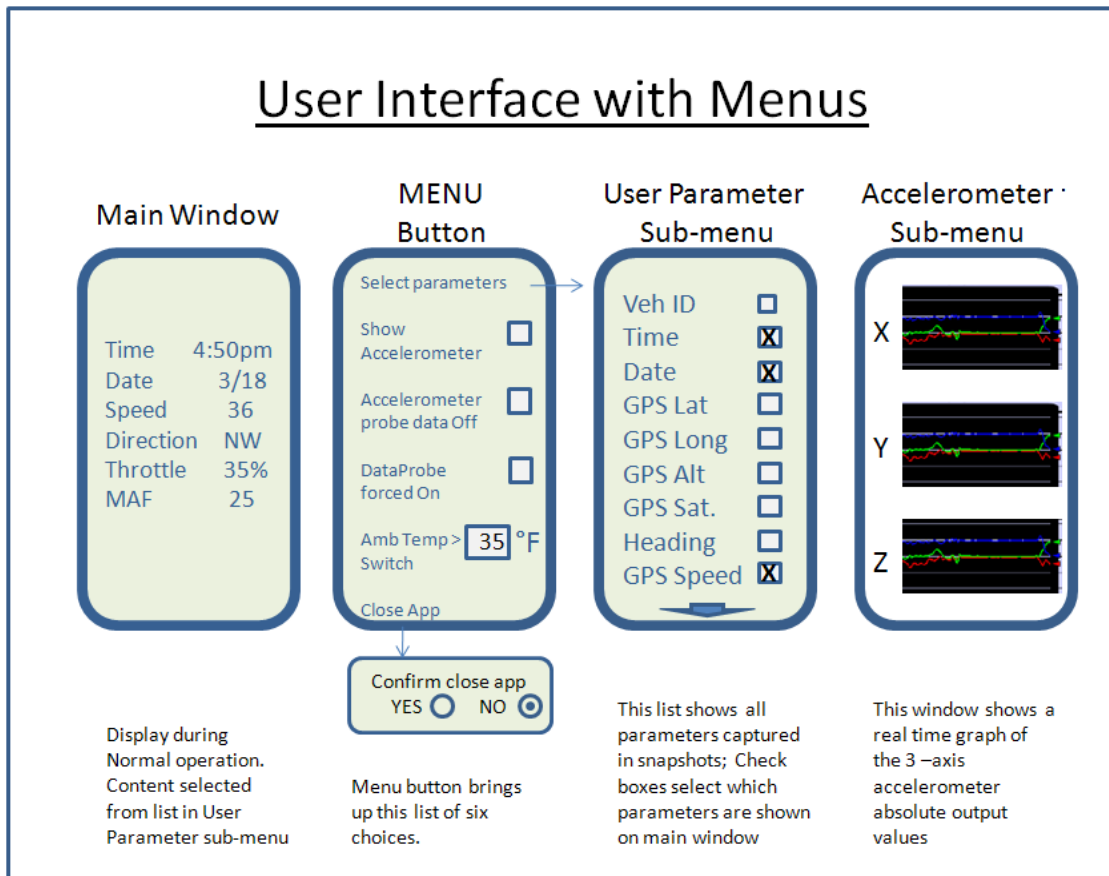 User Interface with Menus
Main Window
Time 4:50pm
Date 3/18
Speed 36
Direction NW
Throttle 35%
MAF 25
Display during
Normal operation.
Content selected
from list in User
Parameter sub-menu
MENU
Button
Select parameters
Show
Accelerometer
Accelerometer
probe data Off
DataProbe
forced On
Amb Temp > 35 °F
Switch
Close App
Confirm close app
YES NO
Menu button brings
up this list of six
choices.
User Parameter
Sub-menu
Veh ID
Time X
Date X
GPS Lat
GPS Long
GPS Alt
GPS Sat.
Heading
GPS Speed X
This list shows all
parameters captured
in snapshots; Check
boxes select which
parameters are shown
on main window
Accelerometer
Sub-menu
X
Y
Z
This window shows a
real time graph of
the 3 –axis
accelerometer
absolute output
values